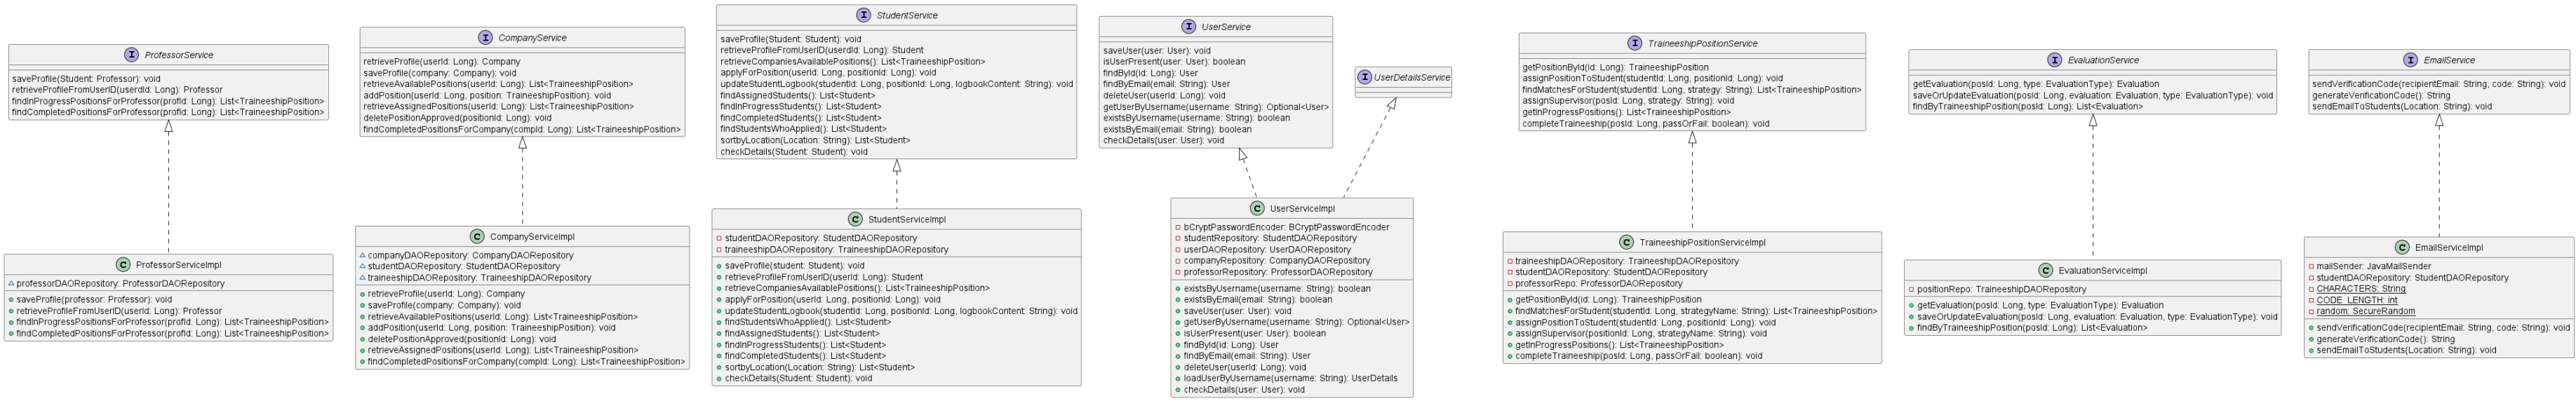 ProfessorService
saveProfile(Student: Professor): void
retrieveProfileFromUserID(userdId: Long): Professor
findInProgressPositionsForProfessor(profId: Long): List<TraineeshipPosition>
findCompletedPositionsForProfessor(profId: Long): List<TraineeshipPosition>
ProfessorServiceImpl
professorDAORepository: ProfessorDAORepository
saveProfile(professor: Professor): void
retrieveProfileFromUserID(userId: Long): Professor
findInProgressPositionsForProfessor(profId: Long): List<TraineeshipPosition>
findCompletedPositionsForProfessor(profId: Long): List<TraineeshipPosition>
CompanyService
retrieveProfile(userId: Long): Company
saveProfile(company: Company): void
retrieveAvailablePositions(userId: Long): List<TraineeshipPosition>
addPosition(userId: Long, position: TraineeshipPosition): void
retrieveAssignedPositions(userId: Long): List<TraineeshipPosition>
deletePositionApproved(positionId: Long): void
findCompletedPositionsForCompany(compId: Long): List<TraineeshipPosition>
CompanyServiceImpl
companyDAORepository: CompanyDAORepository
studentDAORepository: StudentDAORepository
traineeshipDAORepository: TraineeshipDAORepository
retrieveProfile(userId: Long): Company
saveProfile(company: Company): void
retrieveAvailablePositions(userId: Long): List<TraineeshipPosition>
addPosition(userId: Long, position: TraineeshipPosition): void
deletePositionApproved(positionId: Long): void
retrieveAssignedPositions(userId: Long): List<TraineeshipPosition>
findCompletedPositionsForCompany(compId: Long): List<TraineeshipPosition>
StudentService
saveProfile(Student: Student): void
retrieveProfileFromUserID(userdId: Long): Student
retrieveCompaniesAvailablePositions(): List<TraineeshipPosition>
applyForPosition(userId: Long, positionId: Long): void
updateStudentLogbook(studentId: Long, positionId: Long, logbookContent: String): void
findAssignedStudents(): List<Student>
findInProgressStudents(): List<Student>
findCompletedStudents(): List<Student>
findStudentsWhoApplied(): List<Student>
sortbyLocation(Location: String): List<Student>
checkDetails(Student: Student): void
StudentServiceImpl
studentDAORepository: StudentDAORepository
traineeshipDAORepository: TraineeshipDAORepository
saveProfile(student: Student): void
retrieveProfileFromUserID(userId: Long): Student
retrieveCompaniesAvailablePositions(): List<TraineeshipPosition>
applyForPosition(userId: Long, positionId: Long): void
updateStudentLogbook(studentId: Long, positionId: Long, logbookContent: String): void
findStudentsWhoApplied(): List<Student>
findAssignedStudents(): List<Student>
findInProgressStudents(): List<Student>
findCompletedStudents(): List<Student>
sortbyLocation(Location: String): List<Student>
checkDetails(Student: Student): void
UserService
saveUser(user: User): void
isUserPresent(user: User): boolean
findById(id: Long): User
findByEmail(email: String): User
deleteUser(userId: Long): void
getUserByUsername(username: String): Optional<User>
existsByUsername(username: String): boolean
existsByEmail(email: String): boolean
checkDetails(user: User): void
UserDetailsService
UserServiceImpl
bCryptPasswordEncoder: BCryptPasswordEncoder
studentRepository: StudentDAORepository
userDAORepository: UserDAORepository
companyRepository: CompanyDAORepository
professorRepository: ProfessorDAORepository
existsByUsername(username: String): boolean
existsByEmail(email: String): boolean
saveUser(user: User): void
getUserByUsername(username: String): Optional<User>
isUserPresent(user: User): boolean
findById(id: Long): User
findByEmail(email: String): User
deleteUser(userId: Long): void
loadUserByUsername(username: String): UserDetails
checkDetails(user: User): void
TraineeshipPositionService
getPositionById(id: Long): TraineeshipPosition
assignPositionToStudent(studentId: Long, positionId: Long): void
findMatchesForStudent(studentId: Long, strategy: String): List<TraineeshipPosition>
assignSupervisor(posId: Long, strategy: String): void
getInProgressPositions(): List<TraineeshipPosition>
completeTraineeship(posId: Long, passOrFail: boolean): void
TraineeshipPositionServiceImpl
traineeshipDAORepository: TraineeshipDAORepository
studentDAORepository: StudentDAORepository
professorRepo: ProfessorDAORepository
getPositionById(id: Long): TraineeshipPosition
findMatchesForStudent(studentId: Long, strategyName: String): List<TraineeshipPosition>
assignPositionToStudent(studentId: Long, positionId: Long): void
assignSupervisor(positionId: Long, strategyName: String): void
getInProgressPositions(): List<TraineeshipPosition>
completeTraineeship(posId: Long, passOrFail: boolean): void
EvaluationService
getEvaluation(posId: Long, type: EvaluationType): Evaluation
saveOrUpdateEvaluation(posId: Long, evaluation: Evaluation, type: EvaluationType): void
findByTraineeshipPosition(posId: Long): List<Evaluation>
EvaluationServiceImpl
positionRepo: TraineeshipDAORepository
getEvaluation(posId: Long, type: EvaluationType): Evaluation
saveOrUpdateEvaluation(posId: Long, evaluation: Evaluation, type: EvaluationType): void
findByTraineeshipPosition(posId: Long): List<Evaluation>
EmailService
sendVerificationCode(recipientEmail: String, code: String): void
generateVerificationCode(): String
sendEmailToStudents(Location: String): void
EmailServiceImpl
mailSender: JavaMailSender
studentDAORepository: StudentDAORepository
CHARACTERS: String
CODE_LENGTH: int
random: SecureRandom
sendVerificationCode(recipientEmail: String, code: String): void
generateVerificationCode(): String
sendEmailToStudents(Location: String): void